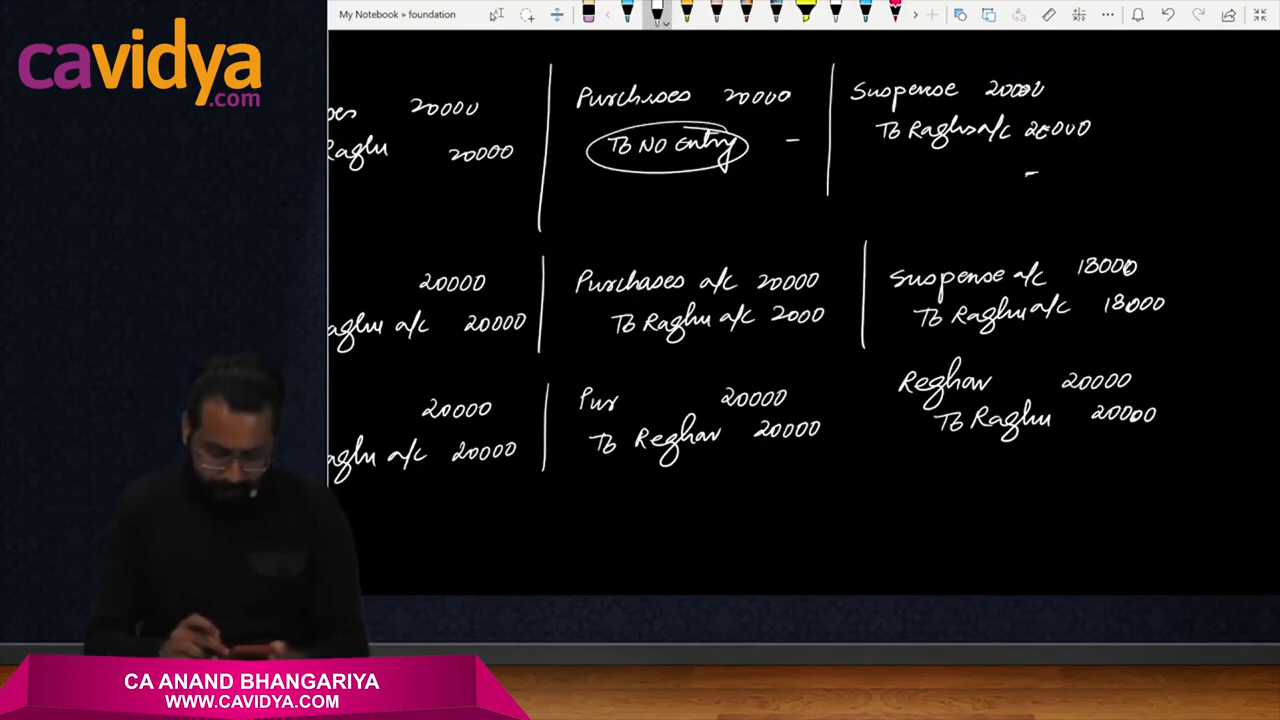 cavidya
.com
My Notebook » foundation
20000
Raghu 20000
Purchases 20000
To NO Entry -
Suspense 20000
To Raghu a/c 20000
-
20000
aghu a/c 20000
Purchases a/c 20000
To Raghu a/c 2000
Suspense a/c 18000
To Raghu a/c 18000
20000
aghu a/c 20000
Pur 20000
To Reghav 20000
Reghav 20000
To Raghu 20000
CA ANAND BHANGARIYA
WWW.CAVIDYA.COM